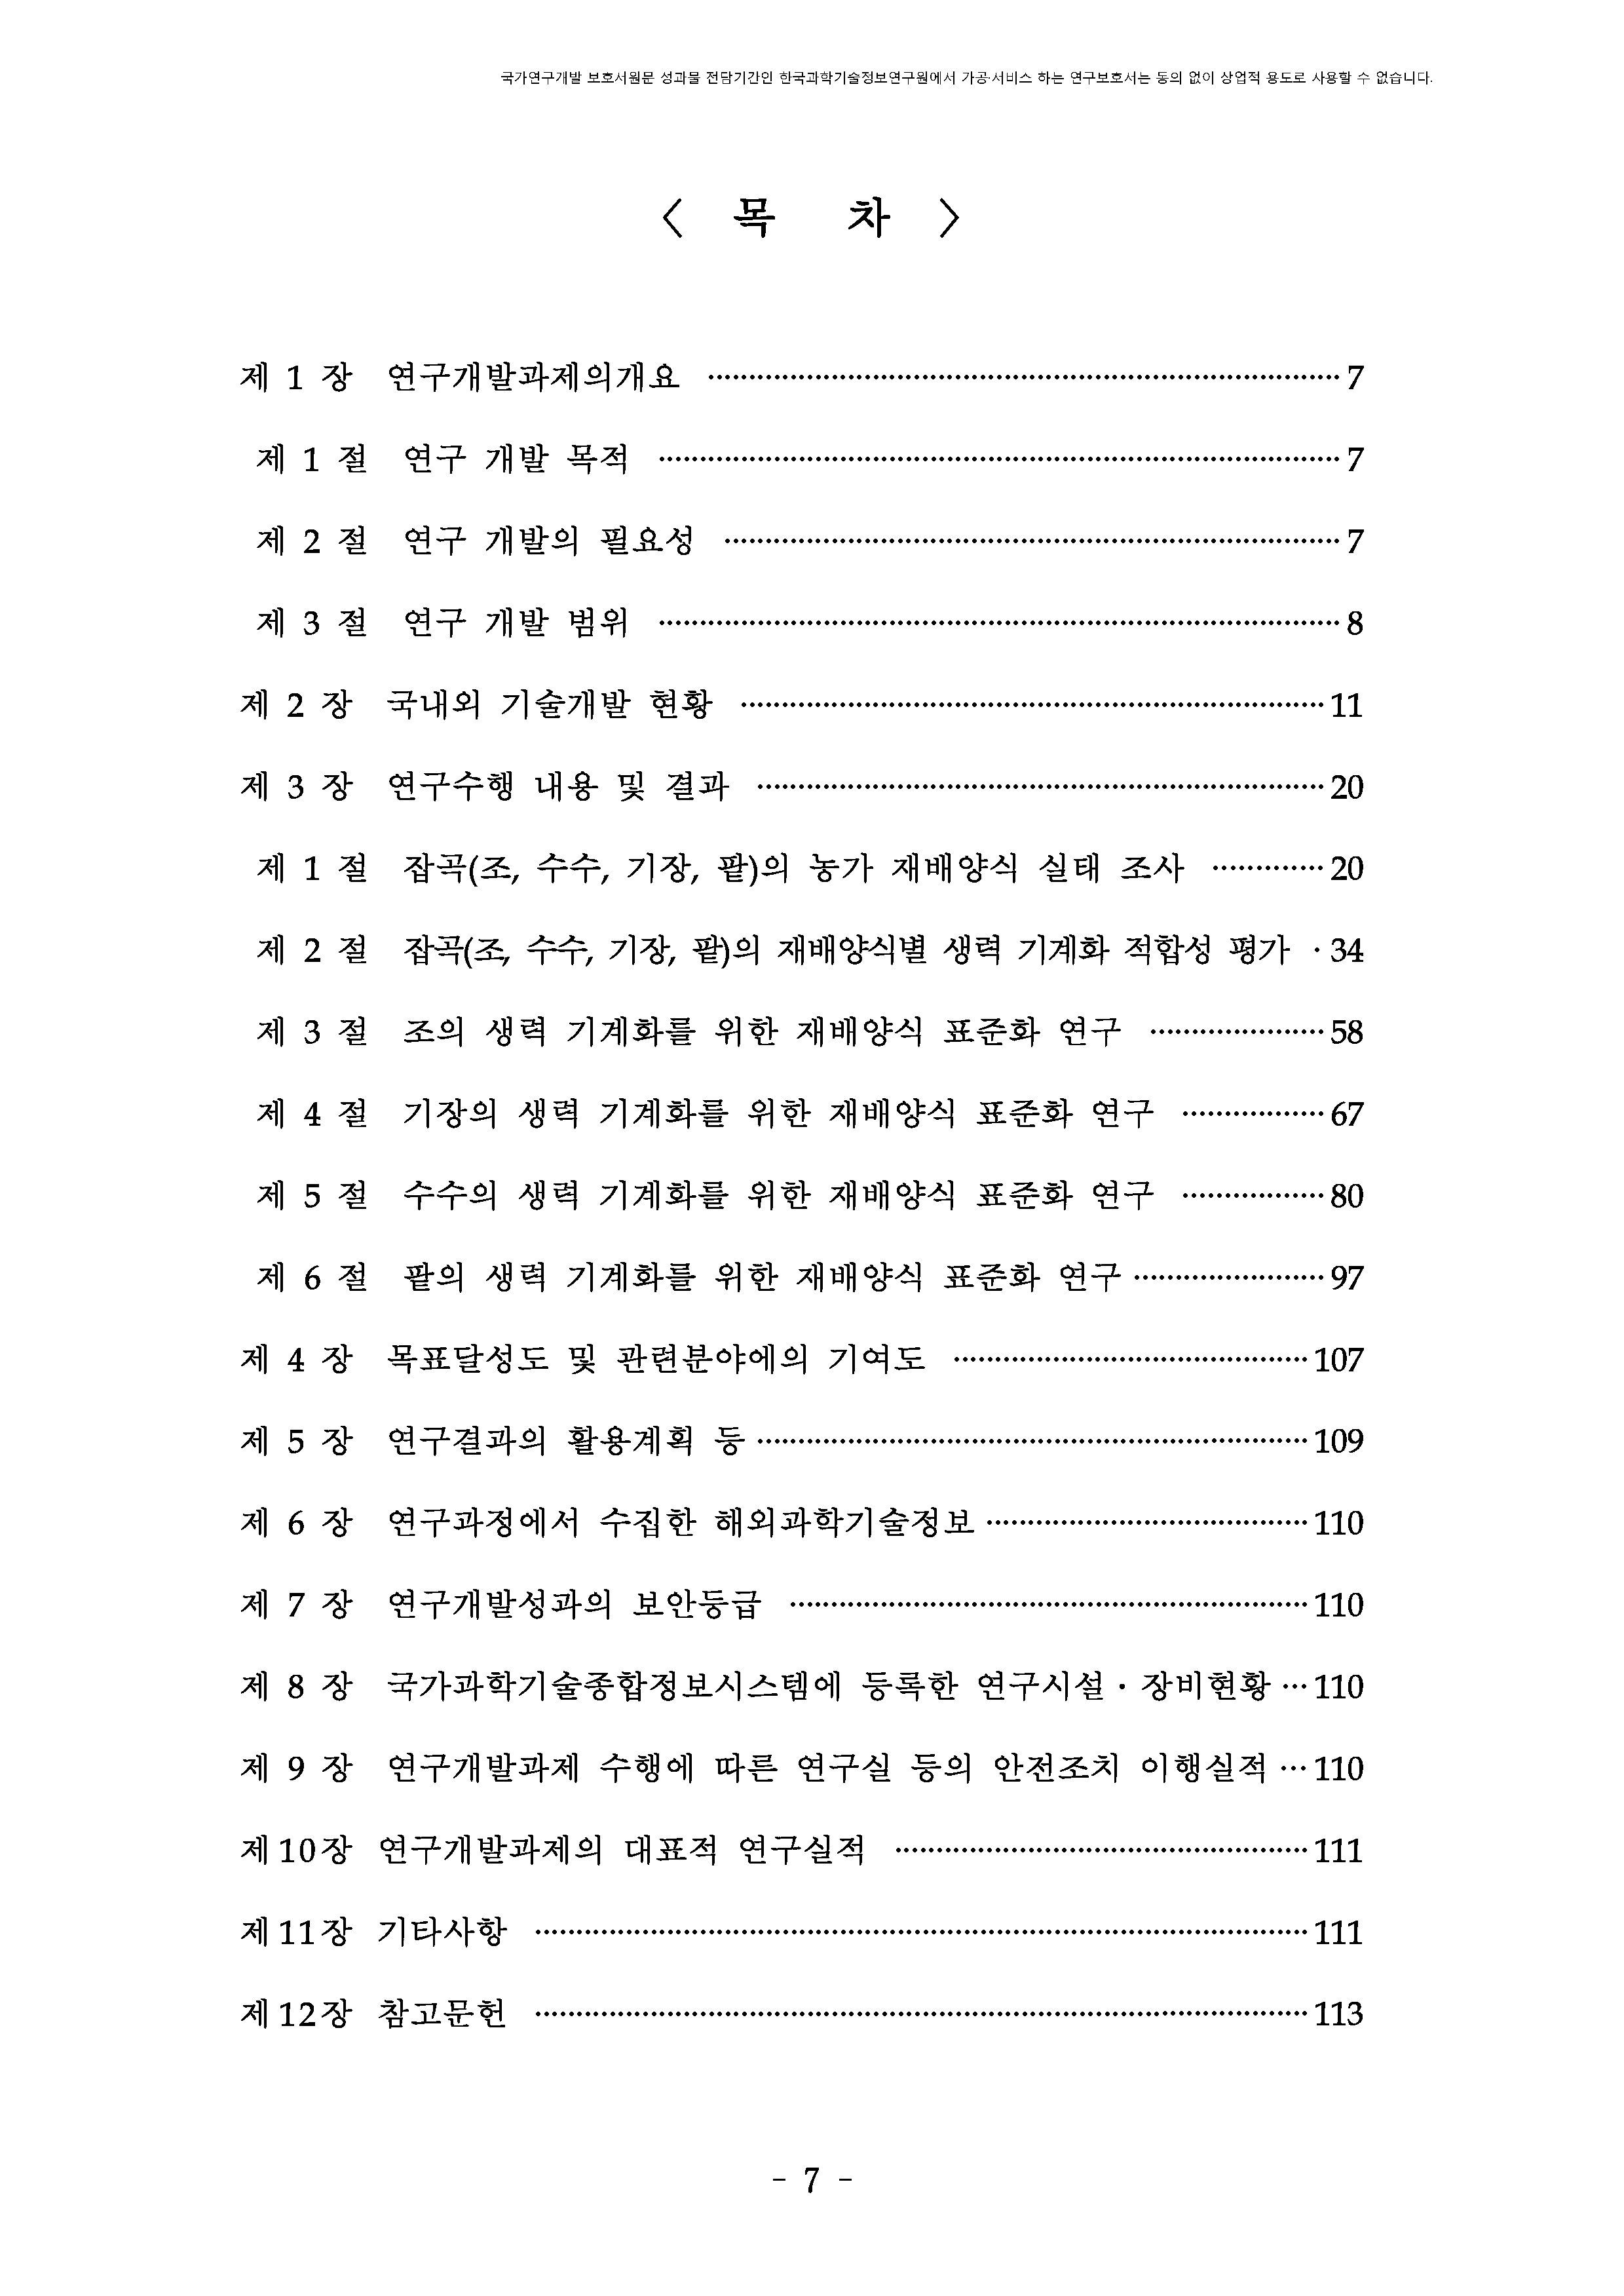 국가연구개발 보호서원문 성과물 전담기간인 한국과학기술정보연구원에서 가공·서비스 하는 연구보호서는 동의 없이 상업적 용도로 사용할 수 없습니다.
< 목 차 >
제 1 장 연구개발과제의개요 ························ 7
제 1 절 연구 개발 목적 ························ 7
제 2 절 연구 개발의 필요성 ························ 7
제 3 절 연구 개발 범위 ························ 8
제 2 장 국내외 기술개발 현황 ························ 11
제 3 장 연구수행 내용 및 결과 ························ 20
제 1 절 잡곡(조, 수수, 기장, 팥)의 농가 재배양식 실태 조사 ············· 20
제 2 절 잡곡(조, 수수, 기장, 팥)의 재배양식별 생력 기계화 적합성 평가 · 34
제 3 절 조의 생력 기계화를 위한 재배양식 표준화 연구 ····················· 58
제 4 절 기장의 생력 기계화를 위한 재배양식 표준화 연구 ················· 67
제 5 절 수수의 생력 기계화를 위한 재배양식 표준화 연구 ················· 80
제 6 절 팥의 생력 기계화를 위한 재배양식 표준화 연구 ······················· 97
제 4 장 목표달성도 및 관련분야에의 기여도 ························ 107
제 5 장 연구결과의 활용계획 등 ························ 109
제 6 장 연구과정에서 수집한 해외과학기술정보 ························ 110
제 7 장 연구개발성과의 보안등급 ························ 110
제 8 장 국가과학기술종합정보시스템에 등록한 연구시설·장비현황 ··· 110
제 9 장 연구개발과제 수행에 따른 연구실 등의 안전조치 이행실적 ··· 110
제10장 연구개발과제의 대표적 연구실적 ························ 111
제11장 기타사항 ························ 111
제12장 참고문헌 ························ 113
- 7 -